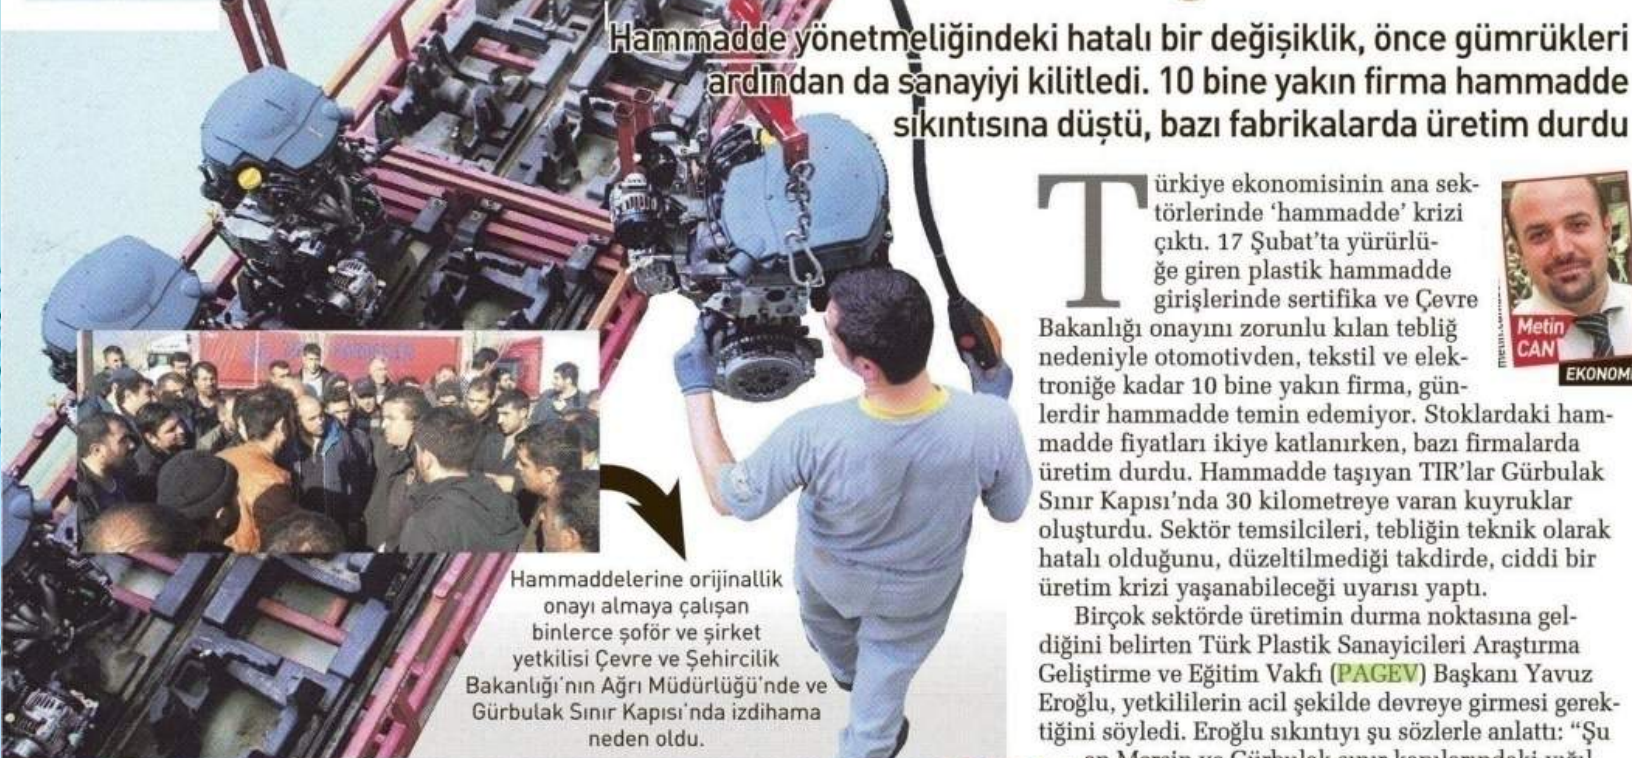 Hammadde yönetmeliğindeki hatalı bir değişiklik, önce gümrükleri
ardından da sanayiyi kilitledi. 10 bine yakın firma hammadde
sıkıntısına düştü, bazı fabrikalarda üretim durdu
Türkiye ekonomisinin ana sek-
törlerinde ‘hammadde’ krizi
çıktı. 17 Şubat’ta yürürlü-
ğe giren plastik hammadde
girişlerinde sertifika ve Çevre
Bakanlığı onayını zorunlu kılan tebliğ
nedeniyle otomotivden, tekstil ve elek-
troniğe kadar 10 bine yakın firma, gün-
lerdir hammadde temin edemiyor. Stoklardaki ham-
madde fiyatları ikiye katlanırken, bazı firmalarda
üretim durdu. Hammadde taşıyan TIR’lar Gürbulak
Sınır Kapısı’nda 30 kilometreye varan kuyruklar
oluşturdu. Sektör temsilcileri, tebliğin teknik olarak
hatalı olduğunu, düzeltilmediği takdirde, ciddi bir
üretim krizi yaşanabileceği uyarısı yaptı.
Birçok sektörde üretimin durma noktasına gel-
diğini belirten Türk Plastik Sanayicileri Araştırma
Geliştirme ve Eğitim Vakfı (PAGEV) Başkanı Yavuz
Eroğlu, yetkililerin acil şekilde devreye girmesi gerek-
tiğini söyledi. Eroğlu sıkıntıyı şu sözlerle anlattı: “Şu
an Mersin ve Gürbulak sınır kapılarındaki yığıl-
Metin
CAN
EKONOMİ
Hammaddelerine orijinallik
onayı almaya çalışan
binlerce şoför ve şirket
yetkilisi Çevre ve Şehircilik
Bakanlığı’nın Ağrı Müdürlüğü’nde ve
Gürbulak Sınır Kapısı’nda izdihama
neden oldu.